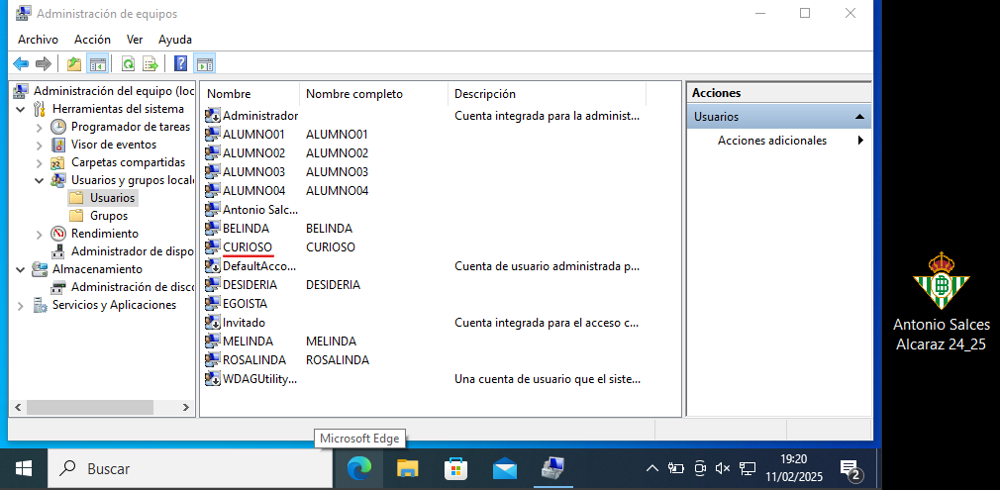 Administración de equipos
Archivo Acción Ver Ayuda
Administración del equipo (loc
Herramientas del sistema
Programador de tareas
Visor de eventos
Carpetas compartidas
Usuarios y grupos locale
Usuarios
Grupos
Rendimiento
Administrador de dispo
Almacenamiento
Administración de disco
Servicios y Aplicaciones
Nombre Nombre completo Descripción
Administrador Cuenta integrada para la administ...
ALUMNO01 ALUMNO01
ALUMNO02 ALUMNO02
ALUMNO03 ALUMNO03
ALUMNO04 ALUMNO04
Antonio Salc...
BELINDA BELINDA
CURIOSO CURIOSO
DefaultAcco... Cuenta de usuario administrada p...
DESIDERIA DESIDERIA
EGOISTA
Invitado Cuenta integrada para el acceso c...
MELINDA MELINDA
ROSALINDA ROSALINDA
WDAGUtility... Una cuenta de usuario que el siste...
Acciones
Usuarios
Acciones adicionales
Antonio Salces
Alcaraz 24_25
Microsoft Edge
Buscar
19:20
11/02/2025
2